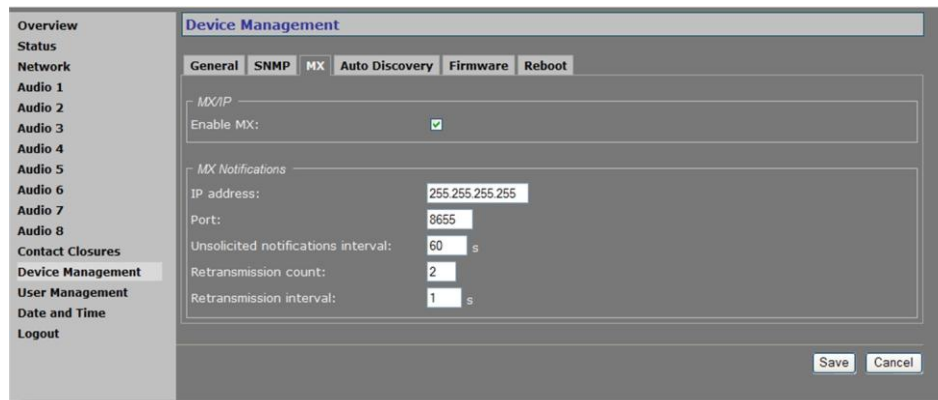 Overview
Status
Network
Audio 1
Audio 2
Audio 3
Audio 4
Audio 5
Audio 6
Audio 7
Audio 8
Contact Closures
Device Management
User Management
Date and Time
Logout
Device Management
General SNMP MX Auto Discovery Firmware Reboot
MX/IP
Enable MX:
MX Notifications
IP address: 255.255.255.255
Port: 8655
Unsolicited notifications interval: 60 s
Retransmission count: 2
Retransmission interval: 1 s
Save Cancel